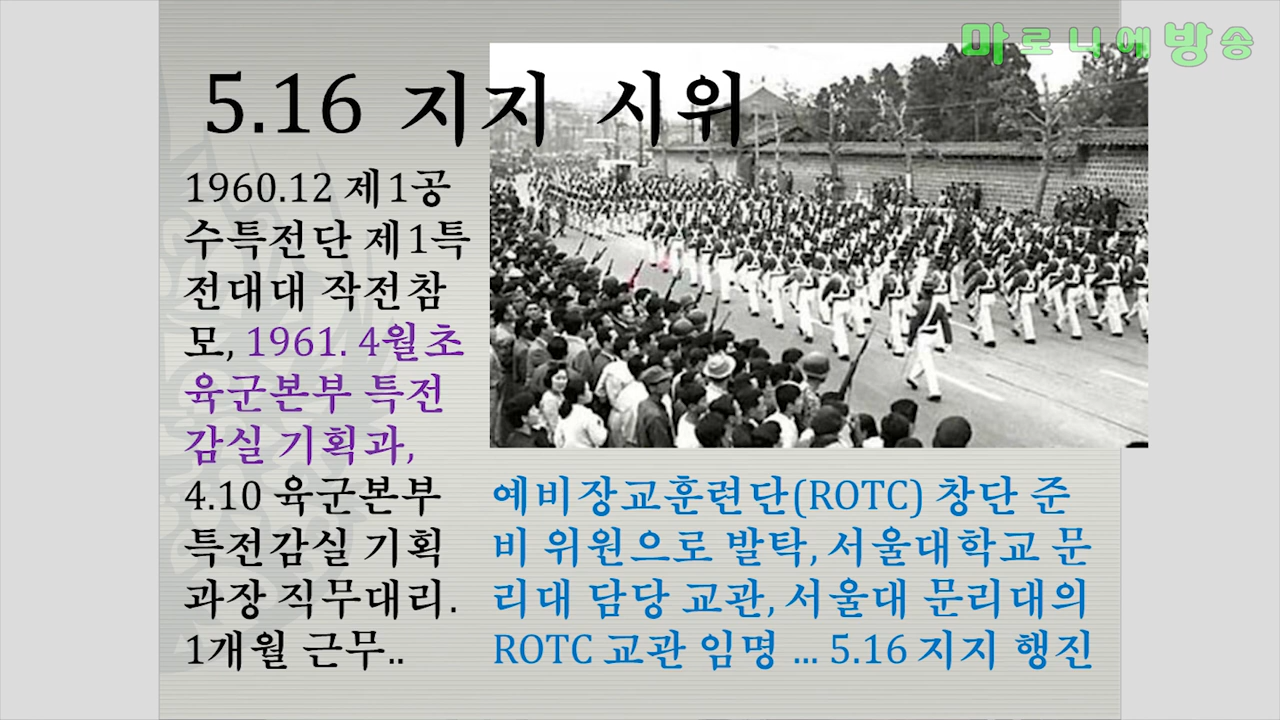 마로니에방송
5.16 지지 시위
1960.12 제1공
수특전단 제1특
전대대 작전참
모, 1961. 4월초
육군본부 특전
감실 기획과,
4.10 육군본부
특전감실 기획
과장 직무대리.
1개월 근무..
예비장교훈련단(ROTC) 창단 준
비 위원으로 발탁, 서울대학교 문
리대 담당 교관, 서울대 문리대의
ROTC 교관 임명 ... 5.16 지지 행진